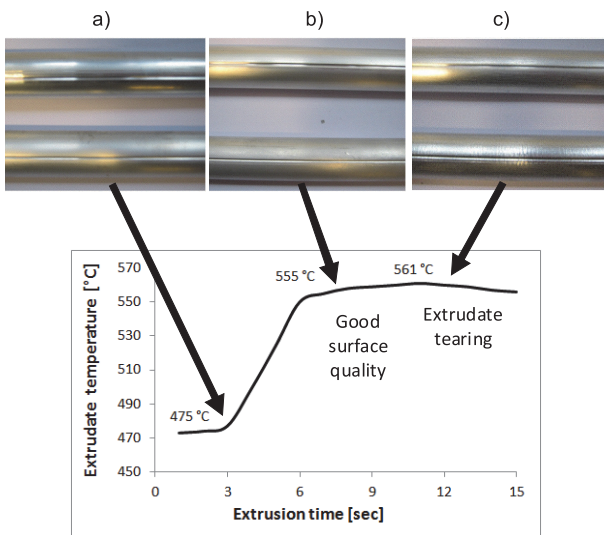 a)
b)
c)
Extrudate temperature [°C]
570
550
530
510
490
470
450
475 °C
555 °C
561 °C
Good
surface
quality
Extrudate
tearing
0
3
6
9
12
15
Extrusion time [sec]